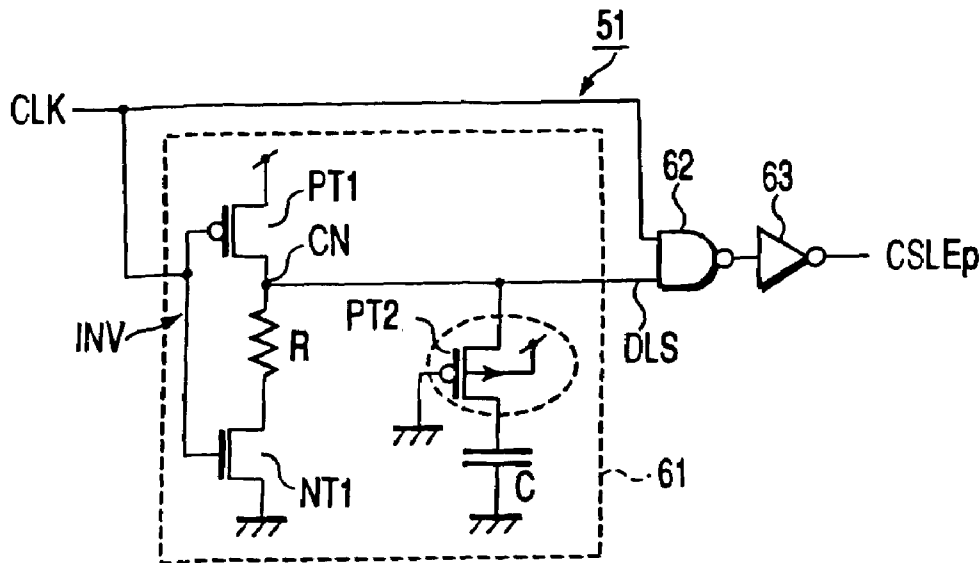 51
CLK
62
63
PT1
CN
CSLEp
PT2
INV
R
DLS
NT1
C
61